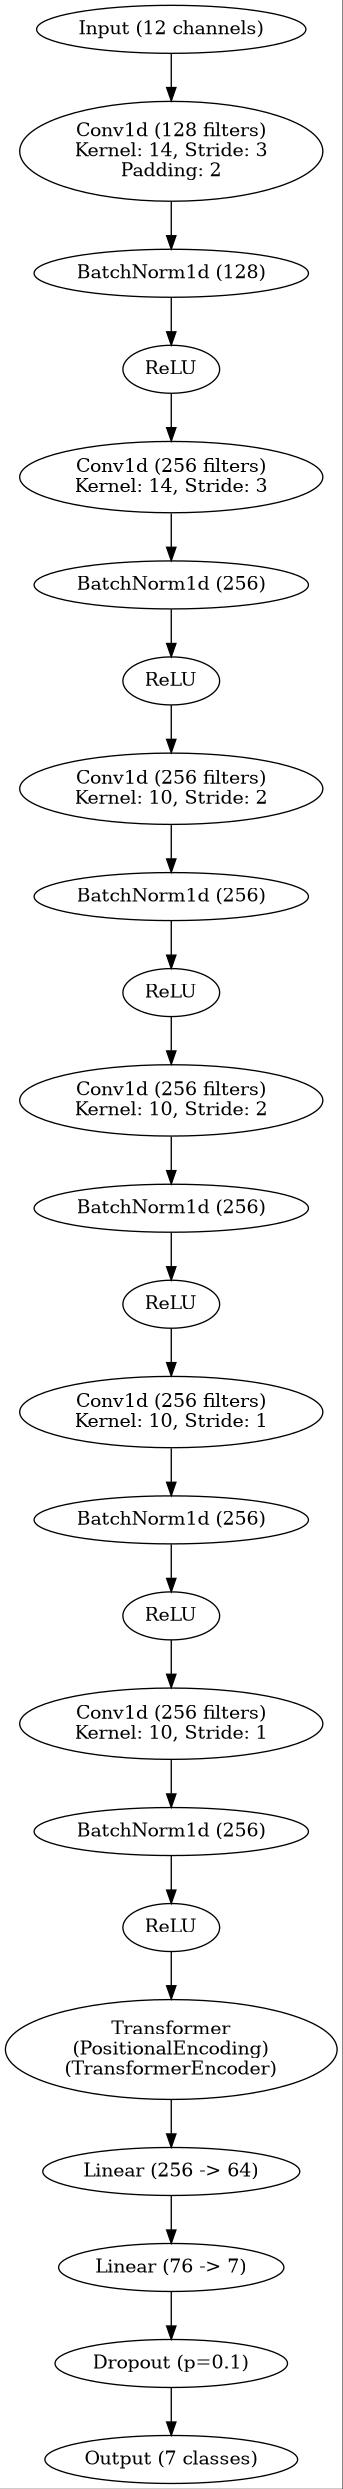 Input (12 channels)
Conv1d (128 filters)
Kernel: 14, Stride: 3
Padding: 2
BatchNorm1d (128)
ReLU
Conv1d (256 filters)
Kernel: 14, Stride: 3
BatchNorm1d (256)
ReLU
Conv1d (256 filters)
Kernel: 10, Stride: 2
BatchNorm1d (256)
ReLU
Conv1d (256 filters)
Kernel: 10, Stride: 2
BatchNorm1d (256)
ReLU
Conv1d (256 filters)
Kernel: 10, Stride: 1
BatchNorm1d (256)
ReLU
Conv1d (256 filters)
Kernel: 10, Stride: 1
BatchNorm1d (256)
ReLU
Transformer
(PositionalEncoding)
(TransformerEncoder)
Linear (256 -> 64)
Linear (76 -> 7)
Dropout (p=0.1)
Output (7 classes)